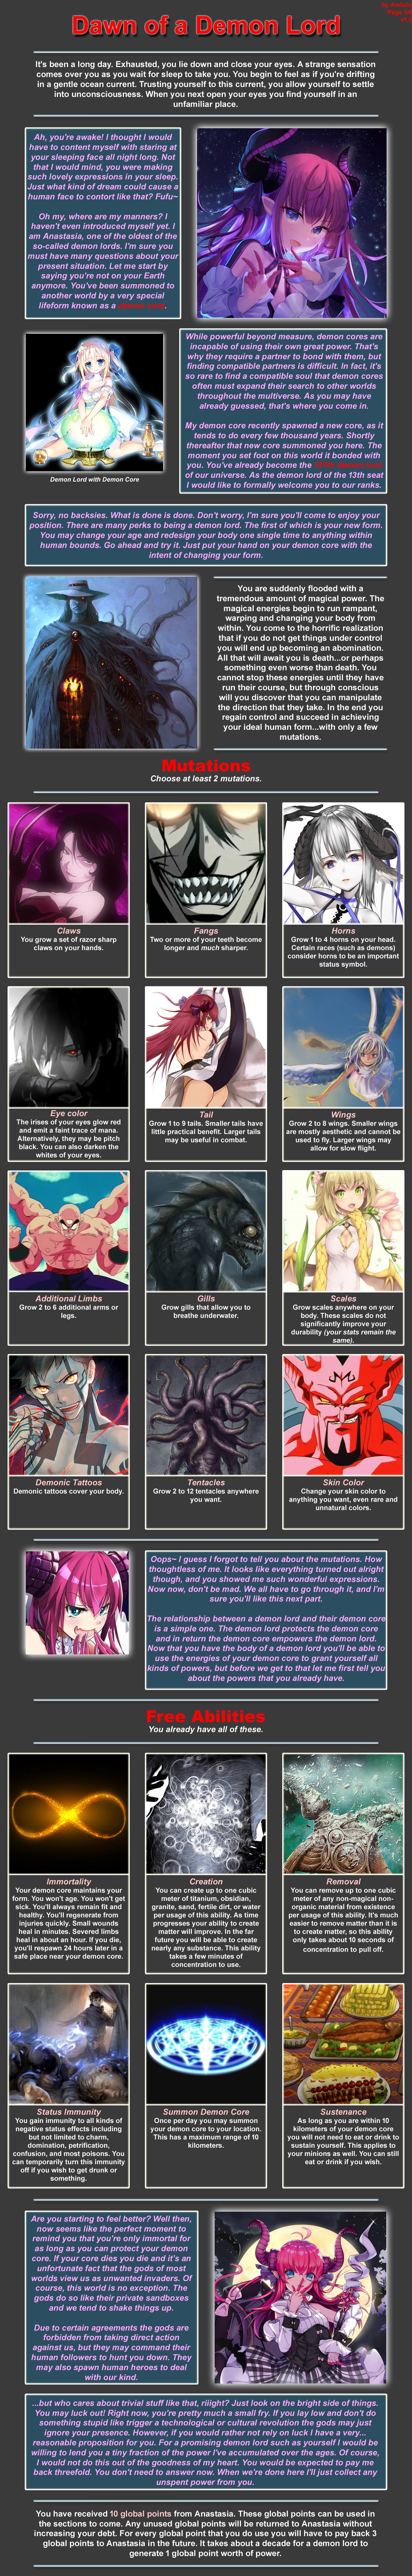 By Aniliath
Page 1-9
v1.3
Dawn of a Demon Lord
It's been a long day. Exhausted, you lie down and close your eyes. A strange sensation
comes over you as you wait for sleep to take you. You begin to feel as if you're drifting
in a gentle ocean current. Trusting yourself to this current, you allow yourself to settle
into unconsciousness. When you next open your eyes you find yourself in an
unfamiliar place.
Ah, you're awake! I thought I would
have to content myself with staring at
your sleeping face all night long. Not
that I would mind, you were making
such lovely expressions in your sleep.
Just what kind of dream could cause a
human face to contort like that? Fufu~
Oh my, where are my manners? I
haven't even introduced myself yet. I
am Anastasia, one of the oldest of the
so-called demon lords. I'm sure you
must have many questions about your
present situation. Let me start by
saying you're not on your Earth
anymore. You've been summoned to
another world by a very special
lifeform known as a demon core.
While powerful beyond measure, demon cores are
incapable of using their own great power. That's
why they require a partner to bond with them, but
finding compatible partners is difficult. In fact, it's
so rare to find a compatible soul that demon cores
often must expand their search to other worlds
throughout the multiverse. As you may have
already guessed, that's where you come in.
My demon core recently spawned a new core, as it
tends to do every few thousand years. Shortly
thereafter that new core summoned you here. The
moment you set foot on this world it bonded with
you. You've already become the 13th demon lord
of our universe. As the demon lord of the 13th seat
I would like to formally welcome you to our ranks.
Demon Lord with Demon Core
Sorry, no backsies. What is done is done. Don't worry, I'm sure you'll come to enjoy your
position. There are many perks to being a demon lord. The first of which is your new form.
You may change your age and redesign your body one single time to anything within
human bounds. Go ahead and try it. Just put your hand on your demon core with the
intent of changing your form.
You are suddenly flooded with a
tremendous amount of magical power. The
magical energies begin to run rampant,
warping and changing your body from
within. You come to the horrific realization
that if you do not get things under control
you will end up becoming an abomination.
All that will await you is death...or perhaps
something even worse than death. You
cannot stop these energies until they have
run their course, but through conscious
will you discover that you can manipulate
the direction that they take. In the end you
regain control and succeed in achieving
your ideal human form...with only a few
mutations.
Mutations
Choose at least 2 mutations.
Claws
You grow a set of razor sharp
claws on your hands.
Fangs
Two or more of your teeth become
longer and much sharper.
Horns
Grow 1 to 4 horns on your head.
Certain races (such as demons)
consider horns to be an important
status symbol.
Eye color
The irises of your eyes glow red
and emit a faint trace of mana.
Alternatively, they may be pitch
black. You can also darken the
whites of your eyes.
Tail
Grow 1 to 9 tails. Smaller tails have
little practical benefit. Larger tails
may be useful in combat.
Wings
Grow 2 to 8 wings. Smaller wings
are mostly aesthetic and cannot be
used to fly. Larger wings may
allow for slow flight.
Additional Limbs
Grow 2 to 6 additional arms or
legs.
Gills
Grow gills that allow you to
breathe underwater.
Scales
Grow scales anywhere on your
body. These scales do not
significantly improve your
durability (your stats remain the
same).
Demonic Tattoos
Demonic tattoos cover your body.
Tentacles
Grow 2 to 12 tentacles anywhere
you want.
Skin Color
Change your skin color to
anything you want, even rare and
unnatural colors.
Oops~ I guess I forgot to tell you about the mutations. How
thoughtless of me. It looks like everything turned out alright
though, and you showed me such wonderful expressions.
Now now, don't be mad. We all have to go through it, and I'm
sure you'll like this next part.
The relationship between a demon lord and their demon core
is a simple one. The demon lord protects the demon core
and in return the demon core empowers the demon lord.
Now that you have the body of a demon lord you'll be able to
use the energies of your demon core to grant yourself all
kinds of powers, but before we get to that let me first tell you
about the powers that you already have.
Free Abilities
You already have all of these.
Immortality
Your demon core maintains your
form. You won't age. You won't get
sick. You'll always remain fit and
healthy. You'll regenerate from
injuries quickly. Small wounds
heal in minutes. Severed limbs
heal in about an hour. If you die,
you'll respawn 24 hours later in a
safe place near your demon core.
Creation
You can create up to one cubic
meter of titanium, obsidian,
granite, sand, fertile dirt, or water
per usage of this ability. As time
progresses your ability to create
matter will improve. In the far
future you will be able to create
nearly any substance. This ability
takes a few minutes of
concentration to use.
Removal
You can remove up to one cubic
meter of any non-magical non-
organic material from existence
per usage of this ability. It's much
easier to remove matter than it is
to create matter, so this ability
only takes about 10 seconds of
concentration to pull off.
Status Immunity
You gain immunity to all kinds of
negative status effects including
but not limited to charm,
domination, petrification,
confusion, and most poisons. You
can temporarily turn this immunity
off if you wish to get drunk or
something.
Summon Demon Core
Once per day you may summon
your demon core to your location.
This has a maximum range of 10
kilometers.
Sustenance
As long as you are within 10
kilometers of your demon core
you will not need to eat or drink to
sustain yourself. This applies to
your minions as well. You can still
eat or drink if you wish.
Are you starting to feel better? Well then,
now seems like the perfect moment to
remind you that you're only immortal for
as long as you can protect your demon
core. If your core dies you die and it's an
unfortunate fact that the gods of most
worlds view us as unwanted invaders. Of
course, this world is no exception. The
gods do so like their private sandboxes
and we tend to shake things up.
Due to certain agreements the gods are
forbidden from taking direct action
against us, but they may command their
human followers to hunt you down. They
may also spawn human heroes to deal
with our kind.
...but who cares about trivial stuff like that, riiight? Just look on the bright side of things.
You may luck out! Right now, you're pretty much a small fry. If you lay low and don't do
something stupid like trigger a technological or cultural revolution the gods may just
ignore your presence. However, if you would rather not rely on luck I have a very...
reasonable proposition for you. For a promising demon lord such as yourself I would be
willing to lend you a tiny fraction of the power I've accumulated over the ages. Of course,
I would not do this out of the goodness of my heart. You would be expected to pay me
back threefold. You don't need to answer now. When we're done here I'll just collect any
unspent power from you.
You have received 10 global points from Anastasia. These global points can be used in
the sections to come. Any unused global points will be returned to Anastasia without
increasing your debt. For every global point that you do use you will have to pay back 3
global points to Anastasia in the future. It takes about a decade for a demon lord to
generate 1 global point worth of power.